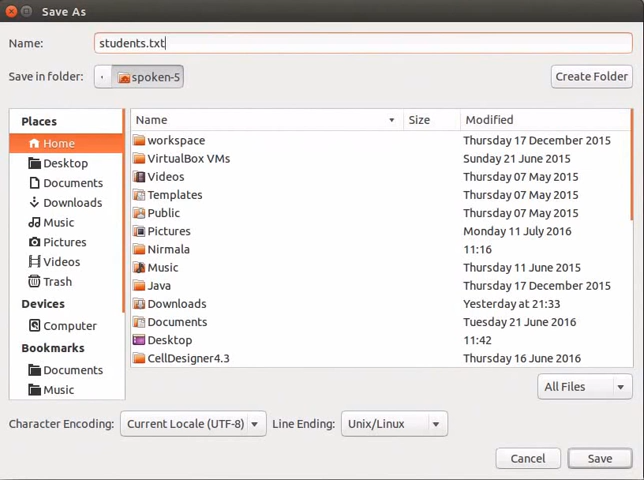 Save As
Name: students.txt
Save in folder: spoken-5 Create Folder
Places
Home
Desktop
Documents
Downloads
Music
Pictures
Videos
Trash
Devices
Computer
Bookmarks
Documents
Music
Name Size Modified
workspace Thursday 17 December 2015
VirtualBox VMs Sunday 21 June 2015
Videos Thursday 07 May 2015
Templates Thursday 07 May 2015
Public Thursday 07 May 2015
Pictures Monday 11 July 2016
Nirmala 11:16
Music Thursday 11 June 2015
Java Thursday 17 December 2015
Downloads Yesterday at 21:33
Documents Tuesday 21 June 2016
Desktop 11:42
CellDesigner4.3 Thursday 16 June 2016
All Files
Character Encoding: Current Locale (UTF-8) Line Ending: Unix/Linux
Cancel Save